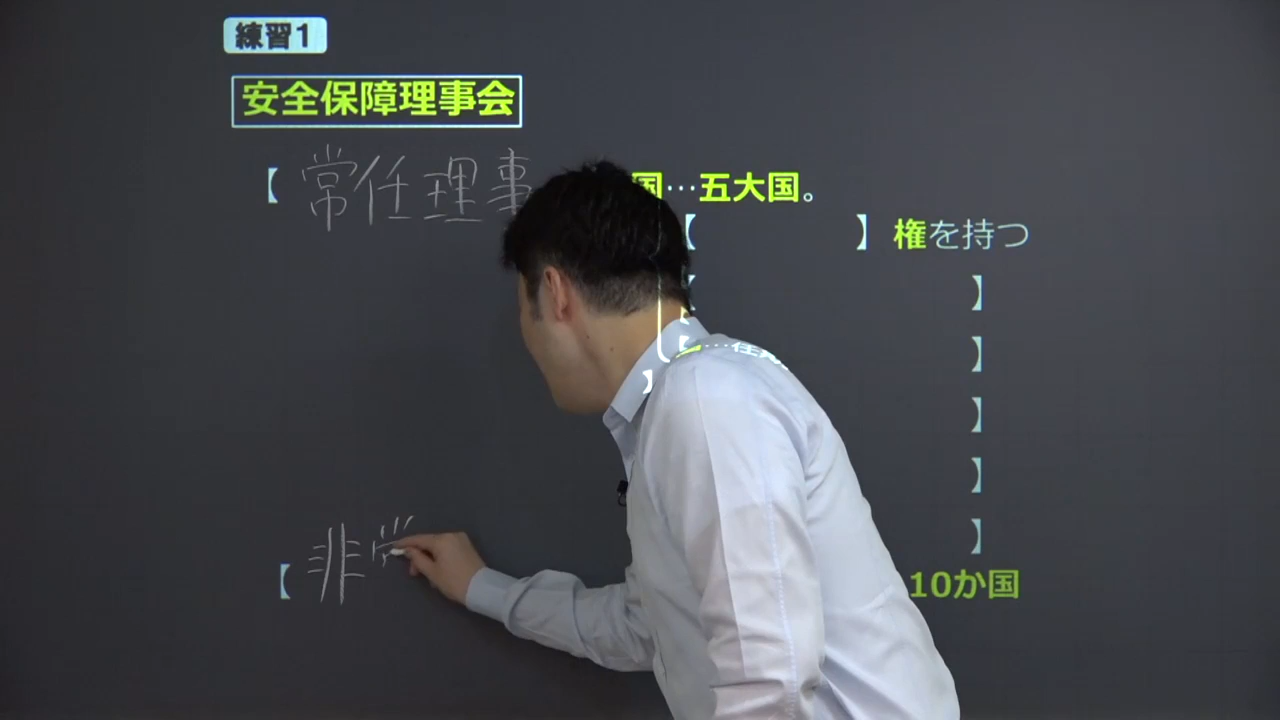 練習1
安全保障理事会
【 常任理事 国…五大国。
【 】権を持つ
】
】
】
】
】
【 非常 10か国